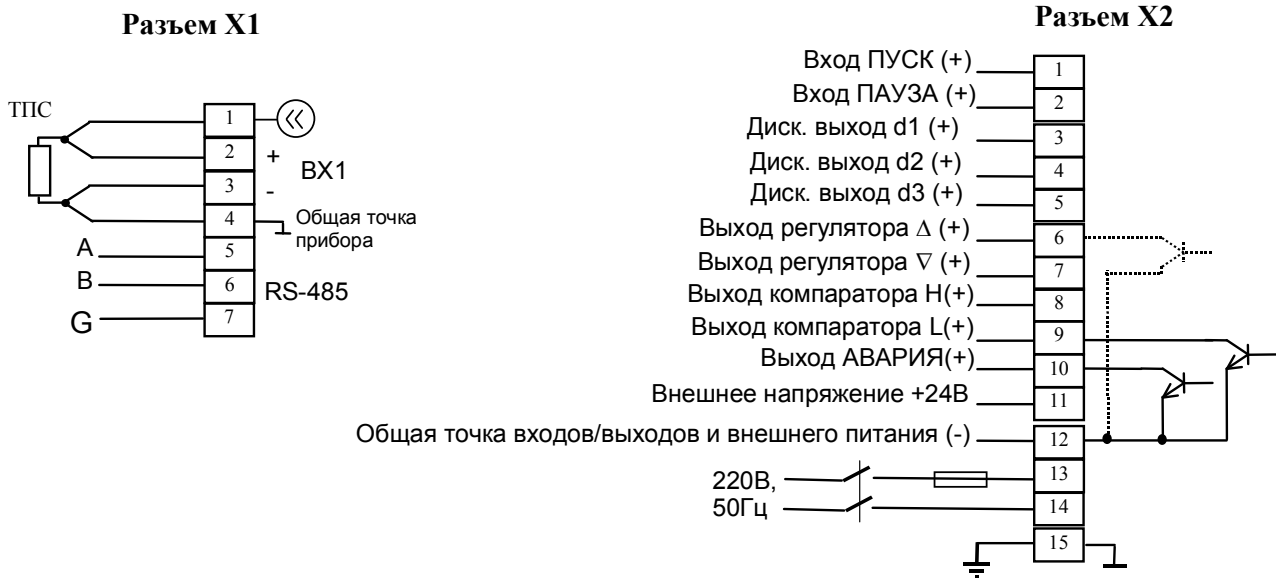 Разъем X1
ТПС
1
2
+
ВХ1
3
-
4
Общая точка
прибора
A
5
B
6
RS-485
G
7
Разъем X2
Вход ПУСК (+)
1
Вход ПАУЗА (+)
2
Диск. выход d1 (+)
3
Диск. выход d2 (+)
4
Диск. выход d3 (+)
5
Выход регулятора Δ (+)
6
Выход регулятора ∇ (+)
7
Выход компаратора Н(+)
8
Выход компаратора L(+)
9
Выход АВАРИЯ(+)
10
Внешнее напряжение +24В
11
Общая точка входов/выходов и внешнего питания (-)
12
220В,
13
50Гц
14
15